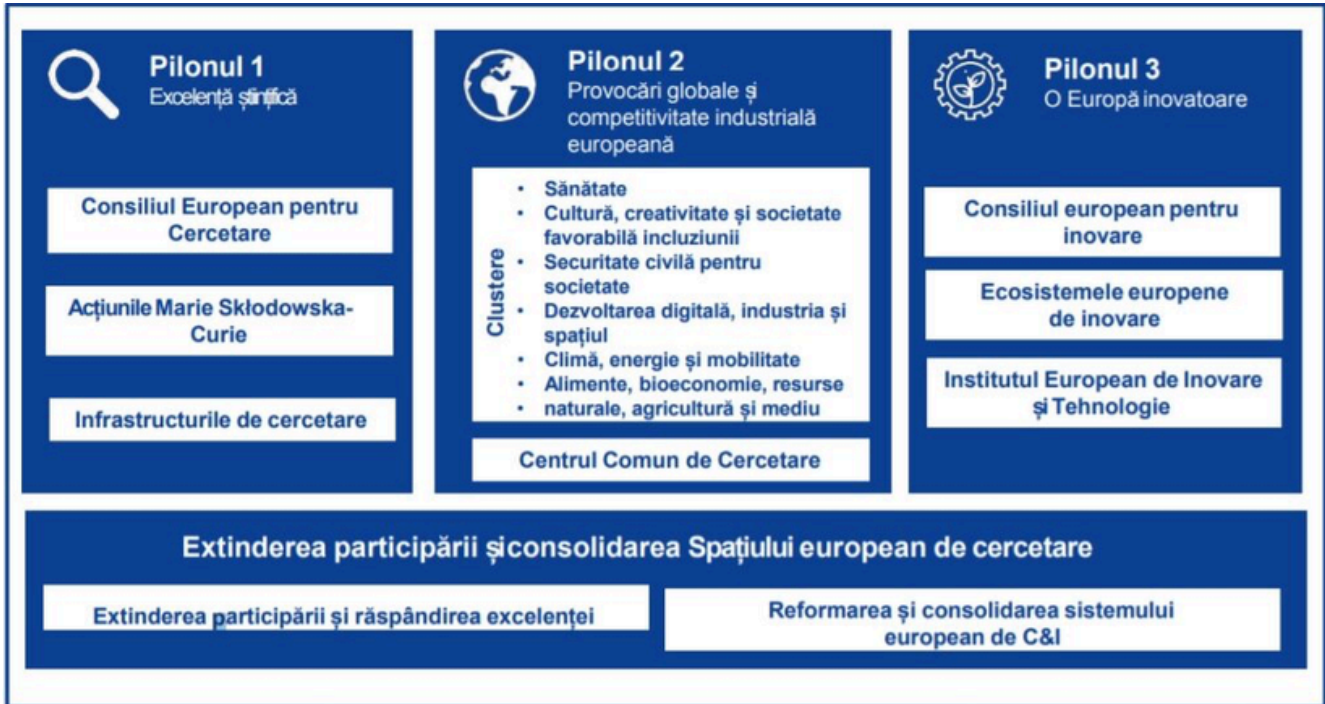 Pilonul 1
Excelență științifică
Consiliul European pentru
Cercetare
Acțiunile Marie Skłodowska-
Curie
Infrastructurile de cercetare
Pilonul 2
Provocări globale și
competitivitate industrială
europeană
Clustere
• Sănătate
• Cultură, creativitate și societate
favorabilă incluziunii
• Securitate civilă pentru
societate
• Dezvoltarea digitală, industria și
spațiul
• Climă, energie și mobilitate
• Alimente, bioeconomie, resurse
• naturale, agricultură și mediu
Centrul Comun de Cercetare
Pilonul 3
O Europă inovatoare
Consiliul european pentru
inovare
Ecosistemele europene
de inovare
Institutul European de Inovare
și Tehnologie
Extinderea participării șiconsolidarea Spațiului european de cercetare
Extinderea participării și răspândirea excelenței
Reformarea și consolidarea sistemului
european de C&I